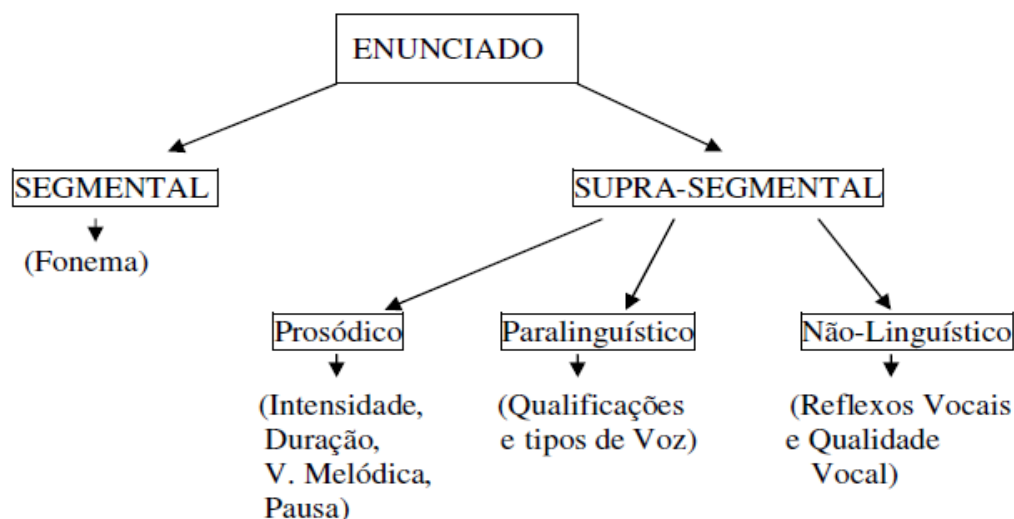 ENUNCIADO
SEGMENTAL
SUPRA-SEGMENTAL
(Fonema)
Prosódico
Paralinguístico
Não-Linguístico
(Intensidade,
Duração,
V. Melódica,
Pausa)
(Qualificações
e tipos de Voz)
(Reflexos Vocais
e Qualidade
Vocal)